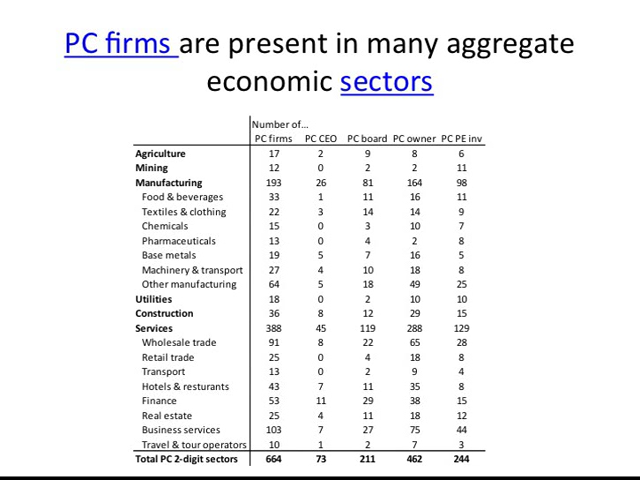 PC firms are present in many aggregate
economic sectors
Number of...
PC firms PC CEO PC board PC owner PC PE inv
Agriculture 17 2 9 8 6
Mining 12 0 2 2 11
Manufacturing 193 26 81 164 98
Food & beverages 33 1 11 16 11
Textiles & clothing 22 3 14 14 9
Chemicals 15 0 3 10 7
Pharmaceuticals 13 0 4 2 8
Base metals 19 5 7 16 5
Machinery & transport 27 4 10 18 8
Other manufacturing 64 5 18 49 25
Utilities 18 0 2 10 10
Construction 36 8 12 29 15
Services 388 45 119 288 129
Wholesale trade 91 8 22 65 28
Retail trade 25 0 4 18 8
Transport 13 0 2 9 4
Hotels & resturants 43 7 11 35 8
Finance 53 11 29 38 15
Real estate 25 4 11 18 12
Business services 103 7 27 75 44
Travel & tour operators 10 1 2 7 3
Total PC 2-digit sectors 664 73 211 462 244